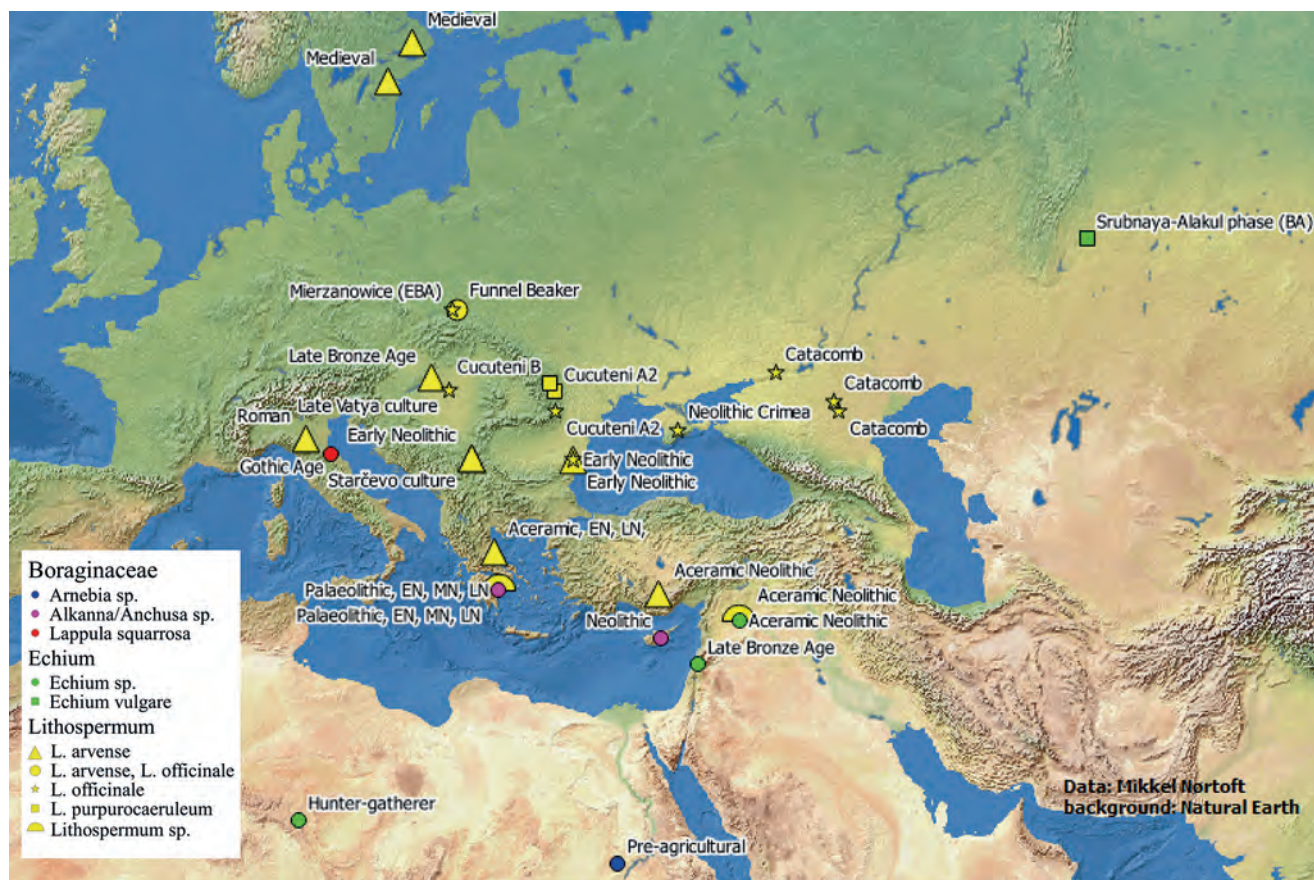 Medieval
Medieval
Srubnaya-Alakul phase (BA)
Mierzanowice (EBA)
Funnel Beaker
Late Bronze Age
Cucuteni B
Cucuteni A2
Catacomb
Catacomb
Catacomb
Late Vatya culture
Roman
Early Neolithic
Cucuteni A2
Neolithic Crimea
Gothic Age
Starčevo culture
Early Neolithic
Early Neolithic
Aceramic, EN, LN,
Aceramic Neolithic
Palaeolithic, EN, MN, LN
Palaeolithic, EN, MN, LN
Neolithic
Aceramic Neolithic
Aceramic Neolithic
Late Bronze Age
Hunter-gatherer
Pre-agricultural
Boraginaceae
Arnebia sp.
Alkanna/Anchusa sp.
Lappula squarrosa
Echium
Echium sp.
Echium vulgare
Lithospermum
L. arvense
L. arvense, L. officinale
L. officinale
L. purpurocaeruleum
Lithospermum sp.
Data: Mikkel Nørtoft
background: Natural Earth